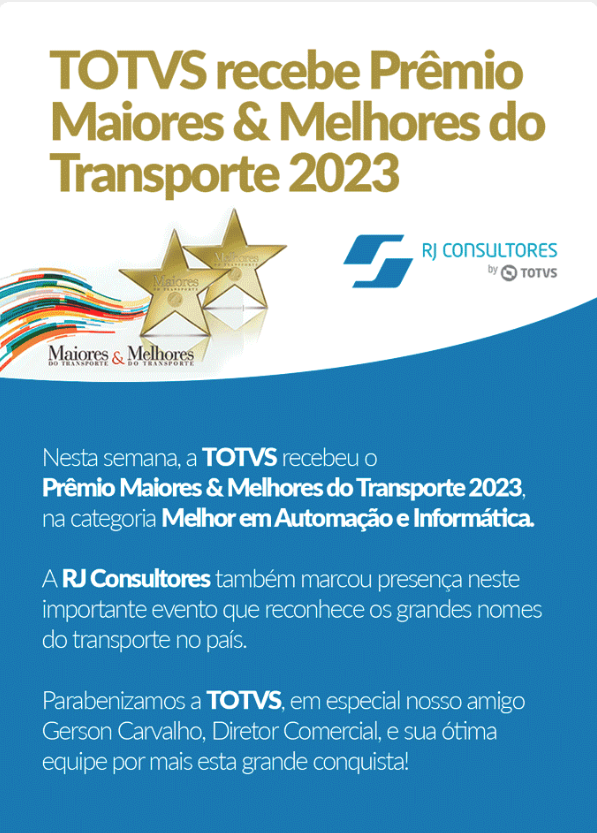 TOTVS recebe Prêmio
Maiores & Melhores do
Transporte 2023
Maiores
DO TRANSPORTE
RJ CONSULTORES
by TOTVS
Maiores & Melhores
DO TRANSPORTE DO TRANSPORTE
Nesta semana, a TOTVS recebeu o
Prêmio Maiores & Melhores do Transporte 2023,
na categoria Melhor em Automação e Informática.
A RJ Consultores também marcou presença neste
importante evento que reconhece os grandes nomes
do transporte no país.
Parabenizamos a TOTVS, em especial nosso amigo
Gerson Carvalho, Diretor Comercial, e sua ótima
equipe por mais esta grande conquista!